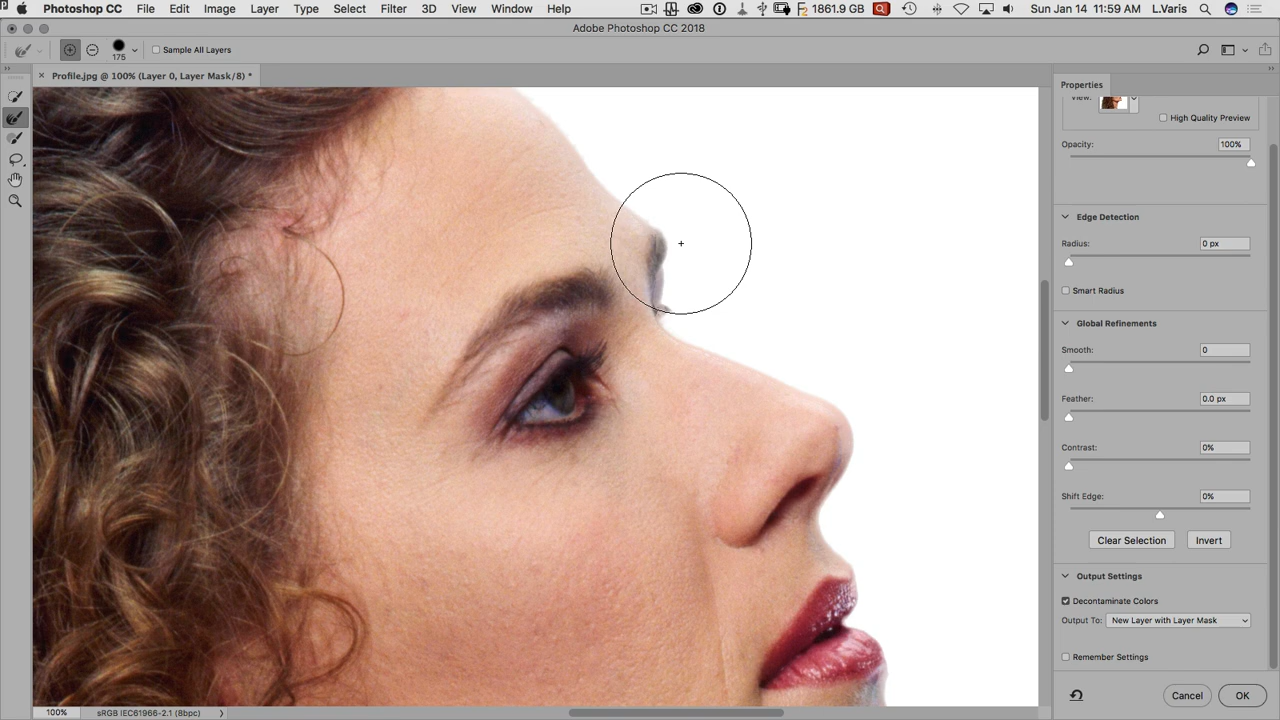 Photoshop CC File Edit Image Layer Type Select Filter 3D View Window Help 1861.9 GB Sun Jan 14 11:59 AM L.Varis
Adobe Photoshop CC 2018
175 Sample All Layers
× Profile.jpg @ 100% (Layer 0, Layer Mask/8) *
Properties
View:
High Quality Preview
Opacity: 100%
Edge Detection
Radius: 0 px
Smart Radius
Global Refinements
Smooth: 0
Feather: 0.0 px
Contrast: 0%
Shift Edge: 0%
Clear Selection Invert
Output Settings
Decontaminate Colors
Output To: New Layer with Layer Mask
Remember Settings
Cancel OK
100% sRGB IEC61966-2.1 (8bpc)